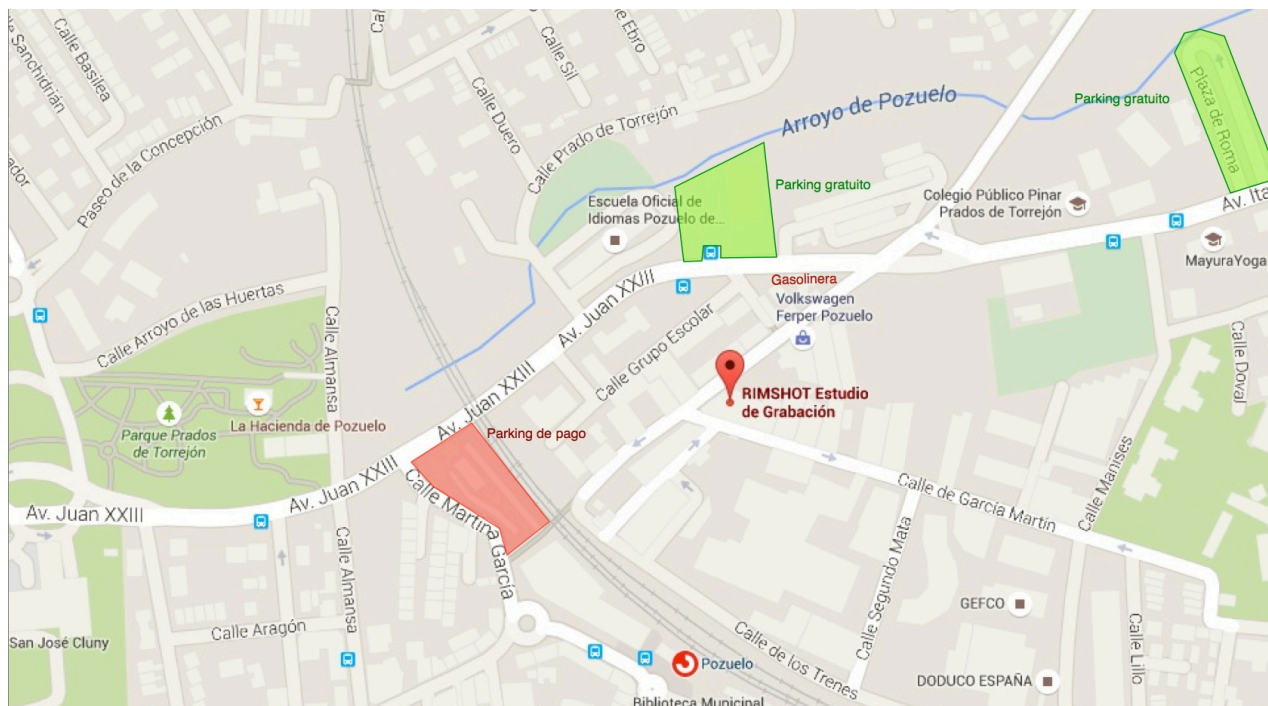 Calle Sanchidrián
Calle Basilea
Calle Sil
Calle Ebro
Calle Duero
Calle Prado de Torrejón
Paseo de la Concepción
Arroyo de Pozuelo
Parking gratuito
Plaza de Roma
Parking gratuito
Escuela Oficial de
Idiomas Pozuelo de...
Colegio Público Pinar
Prados de Torrejón
Av. Ita
MayuraYoga
Gasolinera
Volkswagen
Ferper Pozuelo
Av. Juan XXIII
Calle Arroyo de las Huertas
Calle Almansa
Calle Grupo Escolar
Calle Doval
RIMSHOT Estudio
de Grabación
La Hacienda de Pozuelo
Parque Prados
de Torrejón
Av. Juan XXIII
Parking de pago
Av. Juan XXIII
Av. Juan XXIII
Calle Martina García
Calle de García Martín
Calle Manises
Calle Almansa
Calle Segundo Mata
GEFCO
Calle Aragón
San José Cluny
Calle de los Trenes
Calle Lillo
Pozuelo
DODUCO ESPAÑA
Biblioteca Municipal